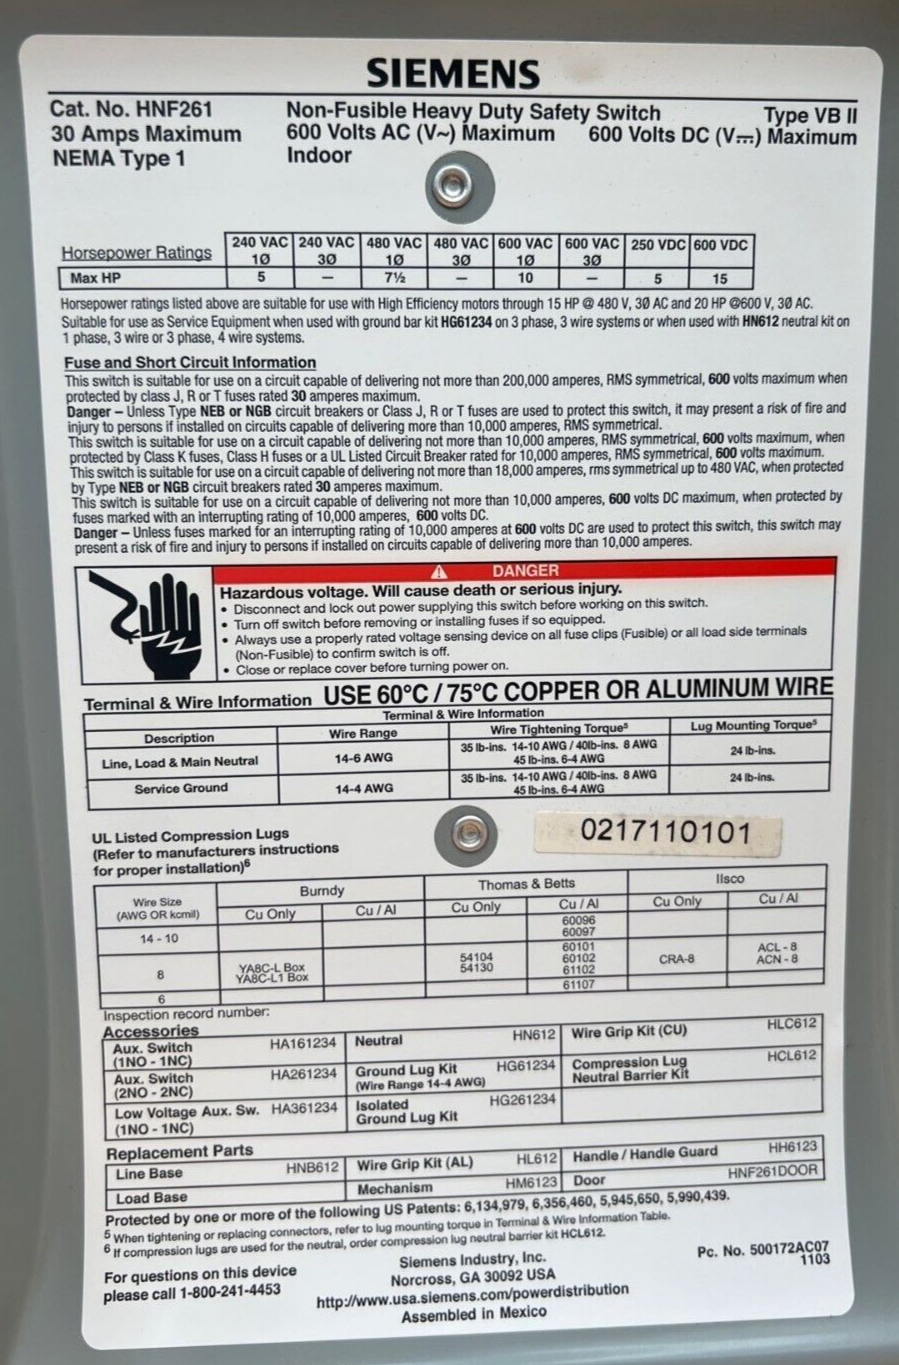 SIEMENS
Cat. No. HNF261 Non-Fusible Heavy Duty Safety Switch Type VB II
30 Amps Maximum 600 Volts AC (V~) Maximum 600 Volts DC (V⎓) Maximum
NEMA Type 1 Indoor
Horsepower Ratings 240 VAC 1Ø 240 VAC 3Ø 480 VAC 1Ø 480 VAC 3Ø 600 VAC 1Ø 600 VAC 3Ø 250 VDC 600 VDC
Max HP 5 – 7½ – 10 – 5 15
Horsepower ratings listed above are suitable for use with High Efficiency motors through 15 HP @ 480 V, 3Ø AC and 20 HP @600 V, 3Ø AC.
Suitable for use as Service Equipment when used with ground bar kit HG61234 on 3 phase, 3 wire systems or when used with HN612 neutral kit on
1 phase, 3 wire or 3 phase, 4 wire systems.
Fuse and Short Circuit Information
This switch is suitable for use on a circuit capable of delivering not more than 200,000 amperes, RMS symmetrical, 600 volts maximum when
protected by class J, R or T fuses rated 30 amperes maximum.
Danger – Unless Type NEB or NGB circuit breakers or Class J, R or T fuses are used to protect this switch, it may present a risk of fire and
injury to persons if installed on circuits capable of delivering more than 10,000 amperes, RMS symmetrical.
This switch is suitable for use on a circuit capable of delivering not more than 10,000 amperes, RMS symmetrical, 600 volts maximum, when
protected by Class K fuses, Class H fuses or a UL Listed Circuit Breaker rated for 10,000 amperes, RMS symmetrical, 600 volts maximum.
This switch is suitable for use on a circuit capable of delivering not more than 18,000 amperes, rms symmetrical up to 480 VAC, when protected
by Type NEB or NGB circuit breakers rated 30 amperes maximum.
This switch is suitable for use on a circuit capable of delivering not more than 10,000 amperes, 600 volts DC maximum, when protected by
fuses marked with an interrupting rating of 10,000 amperes, 600 volts DC.
Danger – Unless fuses marked for an interrupting rating of 10,000 amperes at 600 volts DC are used to protect this switch, this switch may
present a risk of fire and injury to persons if installed on circuits capable of delivering more than 10,000 amperes.
DANGER
Hazardous voltage. Will cause death or serious injury.
• Disconnect and lock out power supplying this switch before working on this switch.
• Turn off switch before removing or installing fuses if so equipped.
• Always use a properly rated voltage sensing device on all fuse clips (Fusible) or all load side terminals
(Non-Fusible) to confirm switch is off.
• Close or replace cover before turning power on.
Terminal & Wire Information USE 60°C / 75°C COPPER OR ALUMINUM WIRE
Terminal & Wire Information
Description Wire Range Wire Tightening Torque⁵ Lug Mounting Torque⁵
Line, Load & Main Neutral 14-6 AWG 35 lb-ins. 14-10 AWG / 40lb-ins. 8 AWG 24 lb-ins.
45 lb-ins. 6-4 AWG
Service Ground 14-4 AWG 35 lb-ins. 14-10 AWG / 40lb-ins. 8 AWG 24 lb-ins.
45 lb-ins. 6-4 AWG
UL Listed Compression Lugs
(Refer to manufacturers instructions
for proper installation)⁶
0217110101
Wire Size (AWG OR kcmil) Burndy Thomas & Betts Ilsco
Cu Only Cu / Al Cu Only Cu / Al Cu Only Cu / Al
14 - 10 60096
60097
8 YA8C-L Box 54104 60101 CRA-8 ACL - 8
YA8C-L1 Box 54130 60102 ACN - 8
61102
6 61107
Inspection record number:
Accessories
Aux. Switch HA161234 Neutral HN612 Wire Grip Kit (CU) HLC612
(1NO - 1NC)
Aux. Switch HA261234 Ground Lug Kit HG61234 Compression Lug HCL612
(2NO - 2NC) (Wire Range 14-4 AWG) Neutral Barrier Kit
Low Voltage Aux. Sw. HA361234 Isolated HG261234
(1NO - 1NC) Ground Lug Kit
Replacement Parts
Line Base HNB612 Wire Grip Kit (AL) HL612 Handle / Handle Guard HH6123
Load Base Mechanism HM6123 Door HNF261DOOR
Protected by one or more of the following US Patents: 6,134,979, 6,356,460, 5,945,650, 5,990,439.
⁵ When tightening or replacing connectors, refer to lug mounting torque in Terminal & Wire Information Table.
⁶ If compression lugs are used for the neutral, order compression lug neutral barrier kit HCL612.
For questions on this device
please call 1-800-241-4453
Siemens Industry, Inc.
Norcross, GA 30092 USA
http://www.usa.siemens.com/powerdistribution
Assembled in Mexico
Pc. No. 500172AC07
1103